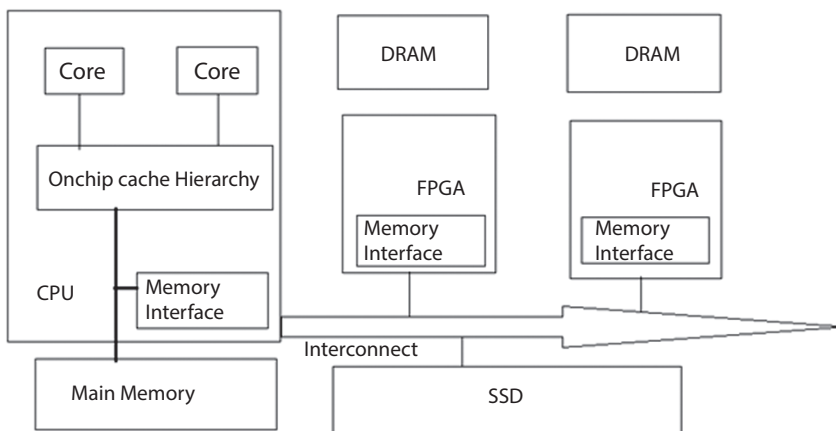 Core
Core
Onchip cache Hierarchy
CPU
Memory
Interface
Main Memory
DRAM
DRAM
FPGA
Memory
Interface
FPGA
Memory
Interface
Interconnect
SSD